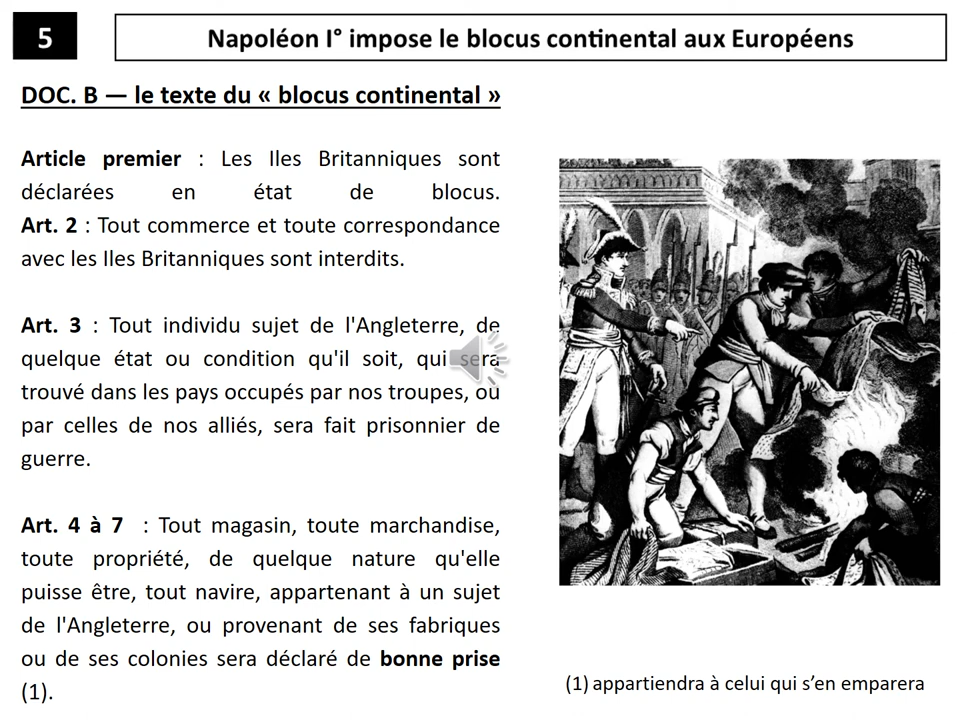 5
Napoléon I° impose le blocus continental aux Européens
DOC. B — le texte du « blocus continental »
Article premier : Les Iles Britanniques sont
déclarées en état de blocus.
Art. 2 : Tout commerce et toute correspondance
avec les Iles Britanniques sont interdits.
Art. 3 : Tout individu sujet de l'Angleterre, de
quelque état ou condition qu'il soit, qui sera
trouvé dans les pays occupés par nos troupes, ou
par celles de nos alliés, sera fait prisonnier de
guerre.
Art. 4 à 7 : Tout magasin, toute marchandise,
toute propriété, de quelque nature qu'elle
puisse être, tout navire, appartenant à un sujet
de l'Angleterre, ou provenant de ses fabriques
ou de ses colonies sera déclaré de bonne prise
(1).
(1) appartiendra à celui qui s’en emparera